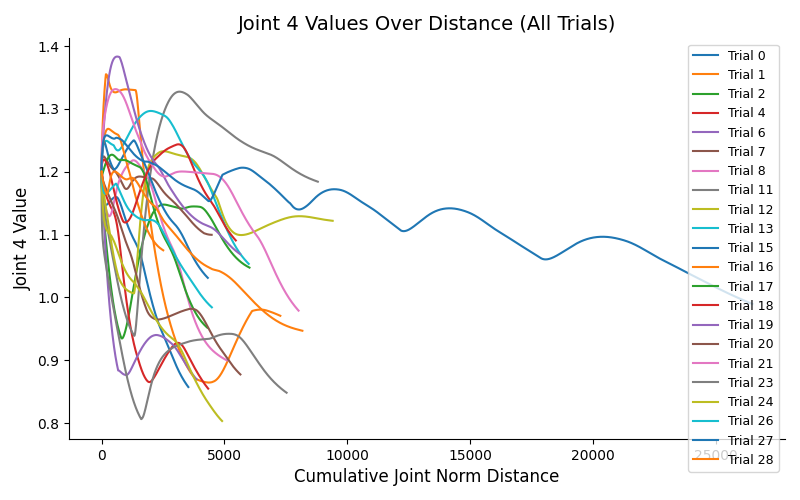 Joint 4 Values Over Distance (All Trials)
1.4
1.3
1.2
1.1
1.0
0.9
0.8
Joint 4 Value
0
5000
10000
15000
20000
25000
Cumulative Joint Norm Distance
Trial 0
Trial 1
Trial 2
Trial 4
Trial 6
Trial 7
Trial 8
Trial 11
Trial 12
Trial 13
Trial 15
Trial 16
Trial 17
Trial 18
Trial 19
Trial 20
Trial 21
Trial 23
Trial 24
Trial 26
Trial 27
Trial 28